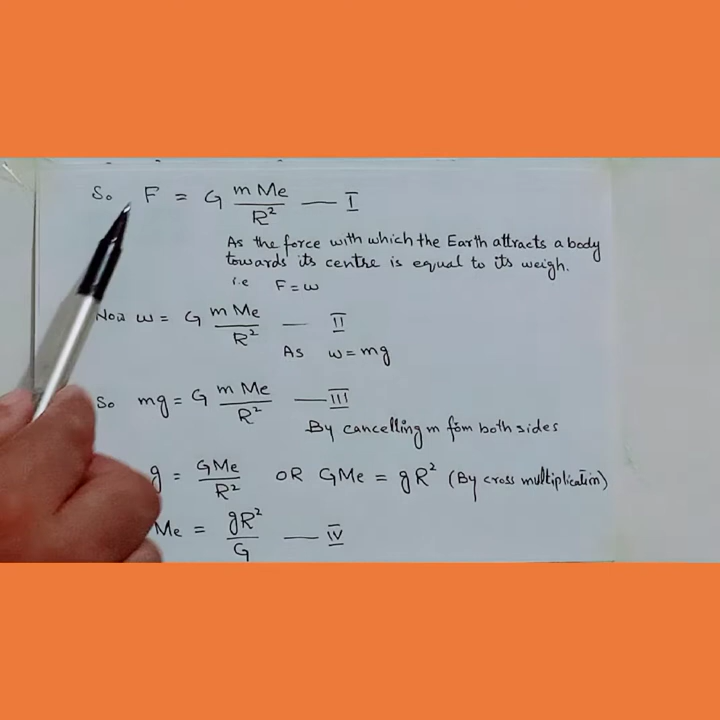 So F = G m Me / R² — I
As the force with which the Earth attracts a body
towards its centre is equal to its weigh.
i.e F = w
Now w = G m Me / R² — II
As w = mg
So mg = G m Me / R² — III
By cancelling m fom both sides
g = GMe / R² OR GMe = gR² (By cross multiplication)
Me = gR² / G — IV